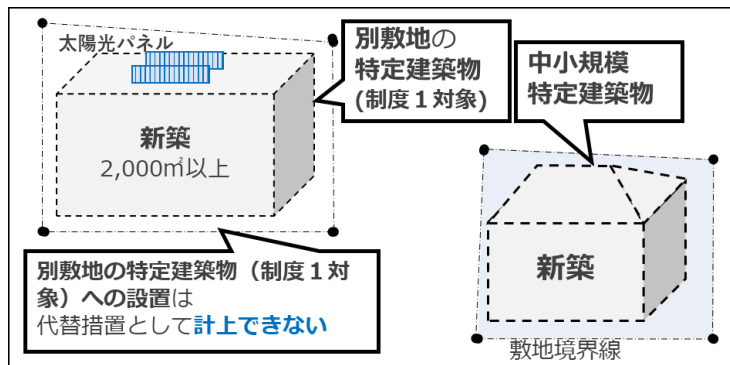 太陽光パネル
新築
2,000㎡以上
別敷地の
特定建築物
(制度１対象)
中小規模
特定建築物
新築
別敷地の特定建築物（制度１対
象）への設置は
代替措置として計上できない
敷地境界線